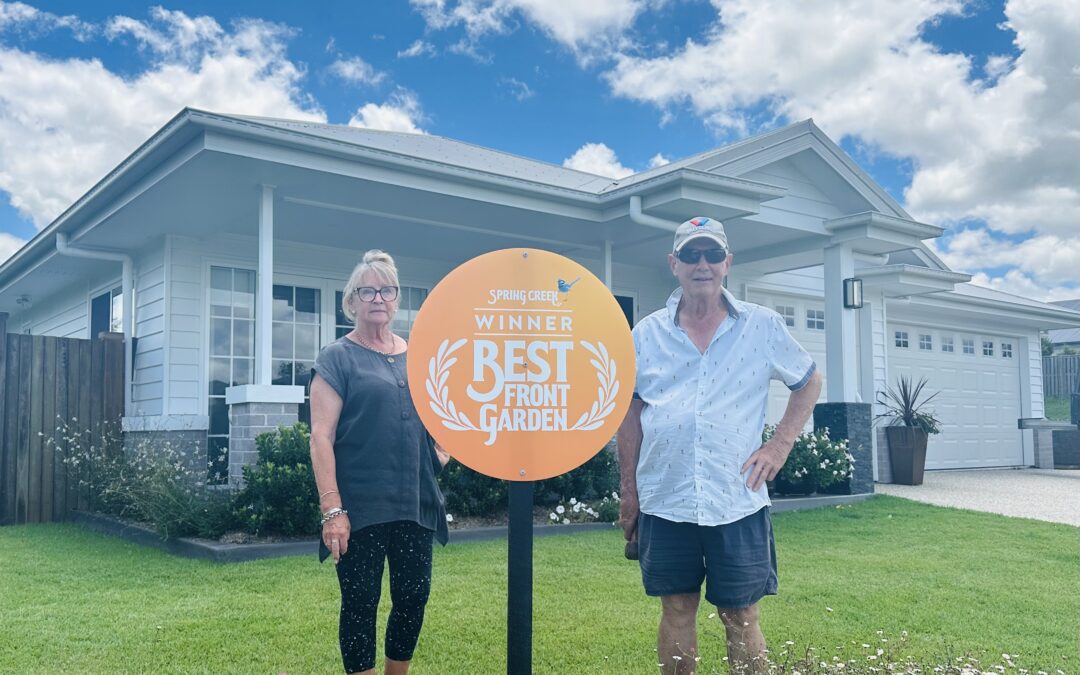 SPRING CREEK
WINNER
BEST
FRONT
GARDEN